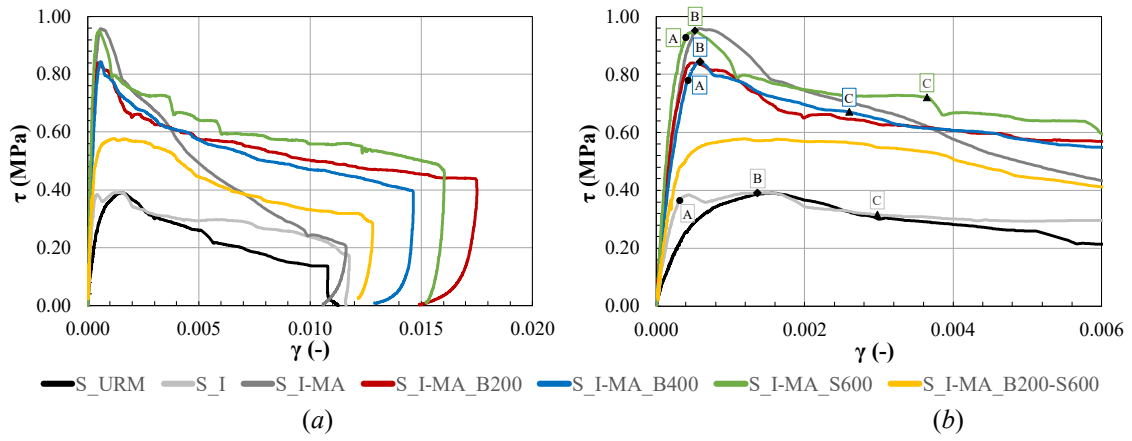 1.00
0.80
0.60
0.40
0.20
0.00
τ (MPa)
0.000 0.005 0.010 0.015 0.020
γ (-)
1.00
0.80
0.60
0.40
0.20
0.00
τ (MPa)
B
A
B
A
C
C
B
A
C
0.000 0.002 0.004 0.006
γ (-)
S_URM S_I S_I-MA S_I-MA_B200 S_I-MA_B400 S_I-MA_S600 S_I-MA_B200-S600
(a) (b)